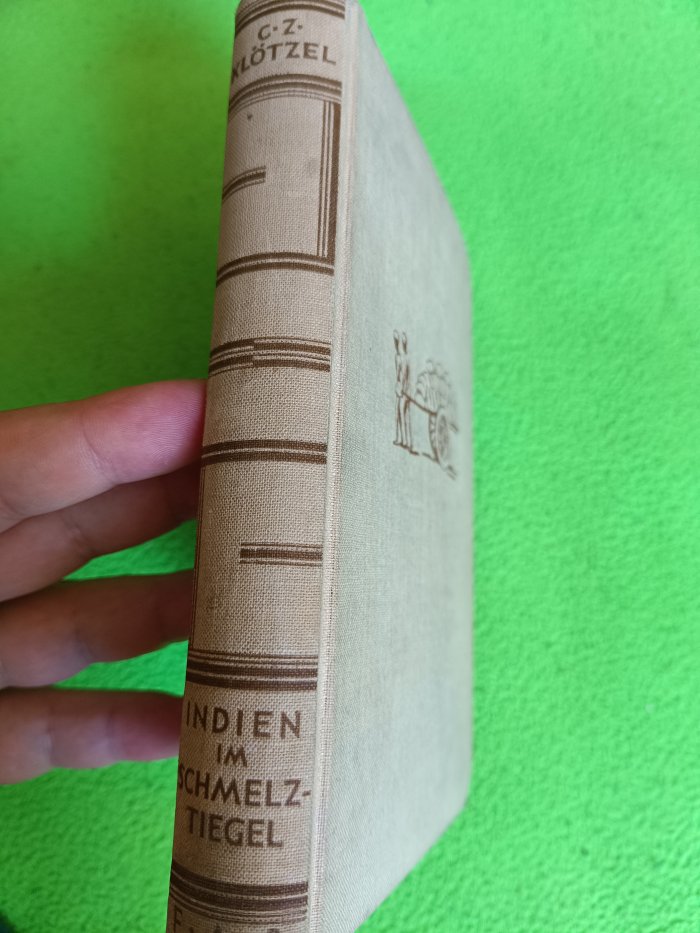 C·Z·
KLÖTZEL
INDIEN
IM
SCHMELZ-
TIEGEL